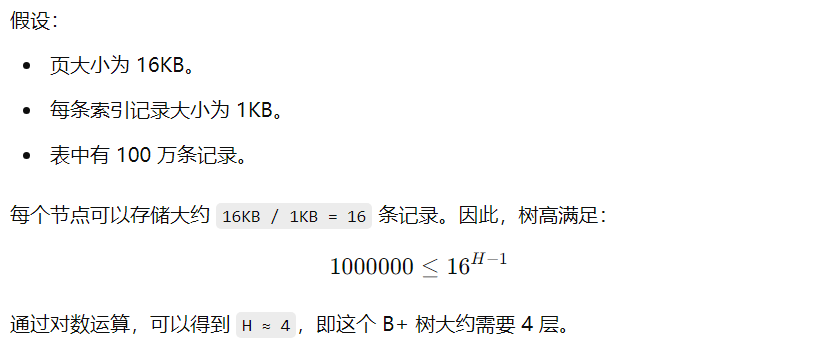 假设：
• 页大小为 16KB。
• 每条索引记录大小为 1KB。
• 表中有 100 万条记录。
每个节点可以存储大约 16KB / 1KB = 16 条记录。因此，树高满足：
1000000 ≤ 16^{H−1}
通过对数运算，可以得到 H ≈ 4，即这个 B+ 树大约需要 4 层。